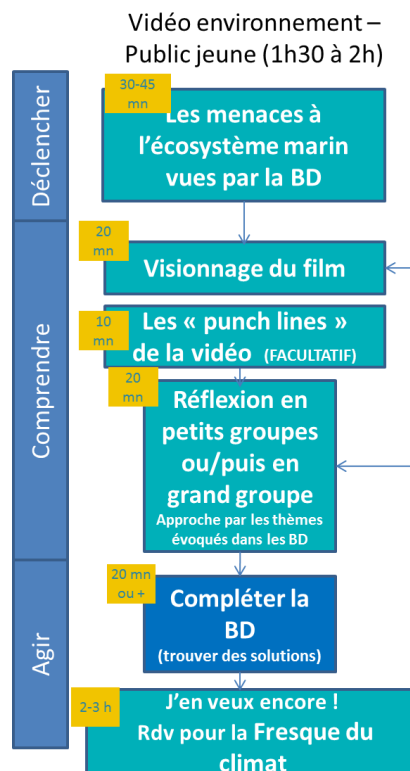 Vidéo environnement –
Public jeune (1h30 à 2h)
Déclencher
30-45
mn
Les menaces à
l'écosystème marin
vues par la BD
Comprendre
20
mn
Visionnage du film
10
mn
Les « punch lines »
de la vidéo (FACULTATIF)
20
mn
Réflexion en
petits groupes
ou/puis en
grand groupe
Approche par les thèmes
évoqués dans les BD
Agir
20 mn
ou +
Compléter la
BD
(trouver des solutions)
2-3 h
J'en veux encore !
Rdv pour la Fresque du
climat